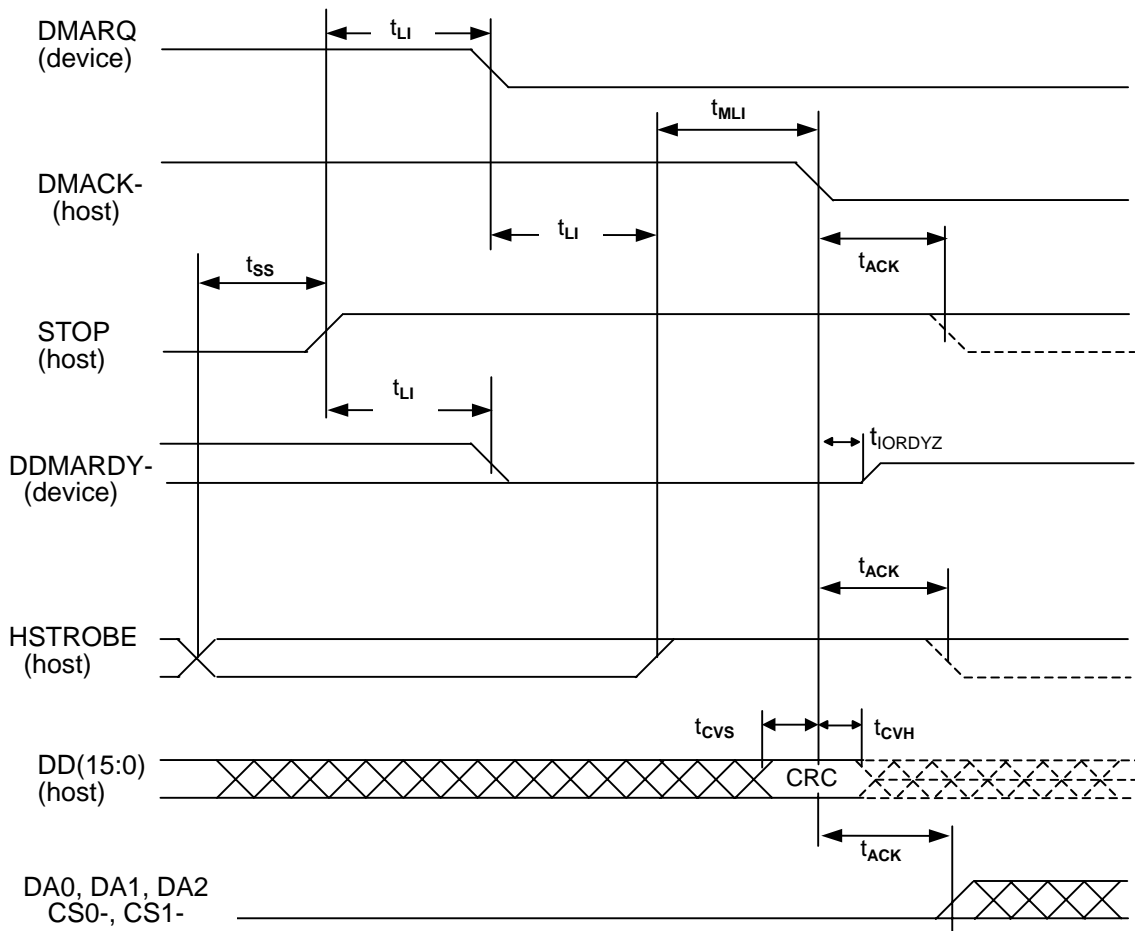 DMARQ
(device)
tLI
tMLI
DMACK-
(host)
tLI
tACK
tSS
STOP
(host)
tLI
tIORDYZ
DDMARDY-
(device)
tACK
HSTROBE
(host)
tCVS
tCVH
DD(15:0)
(host)
CRC
tACK
DA0, DA1, DA2
CS0-, CS1-